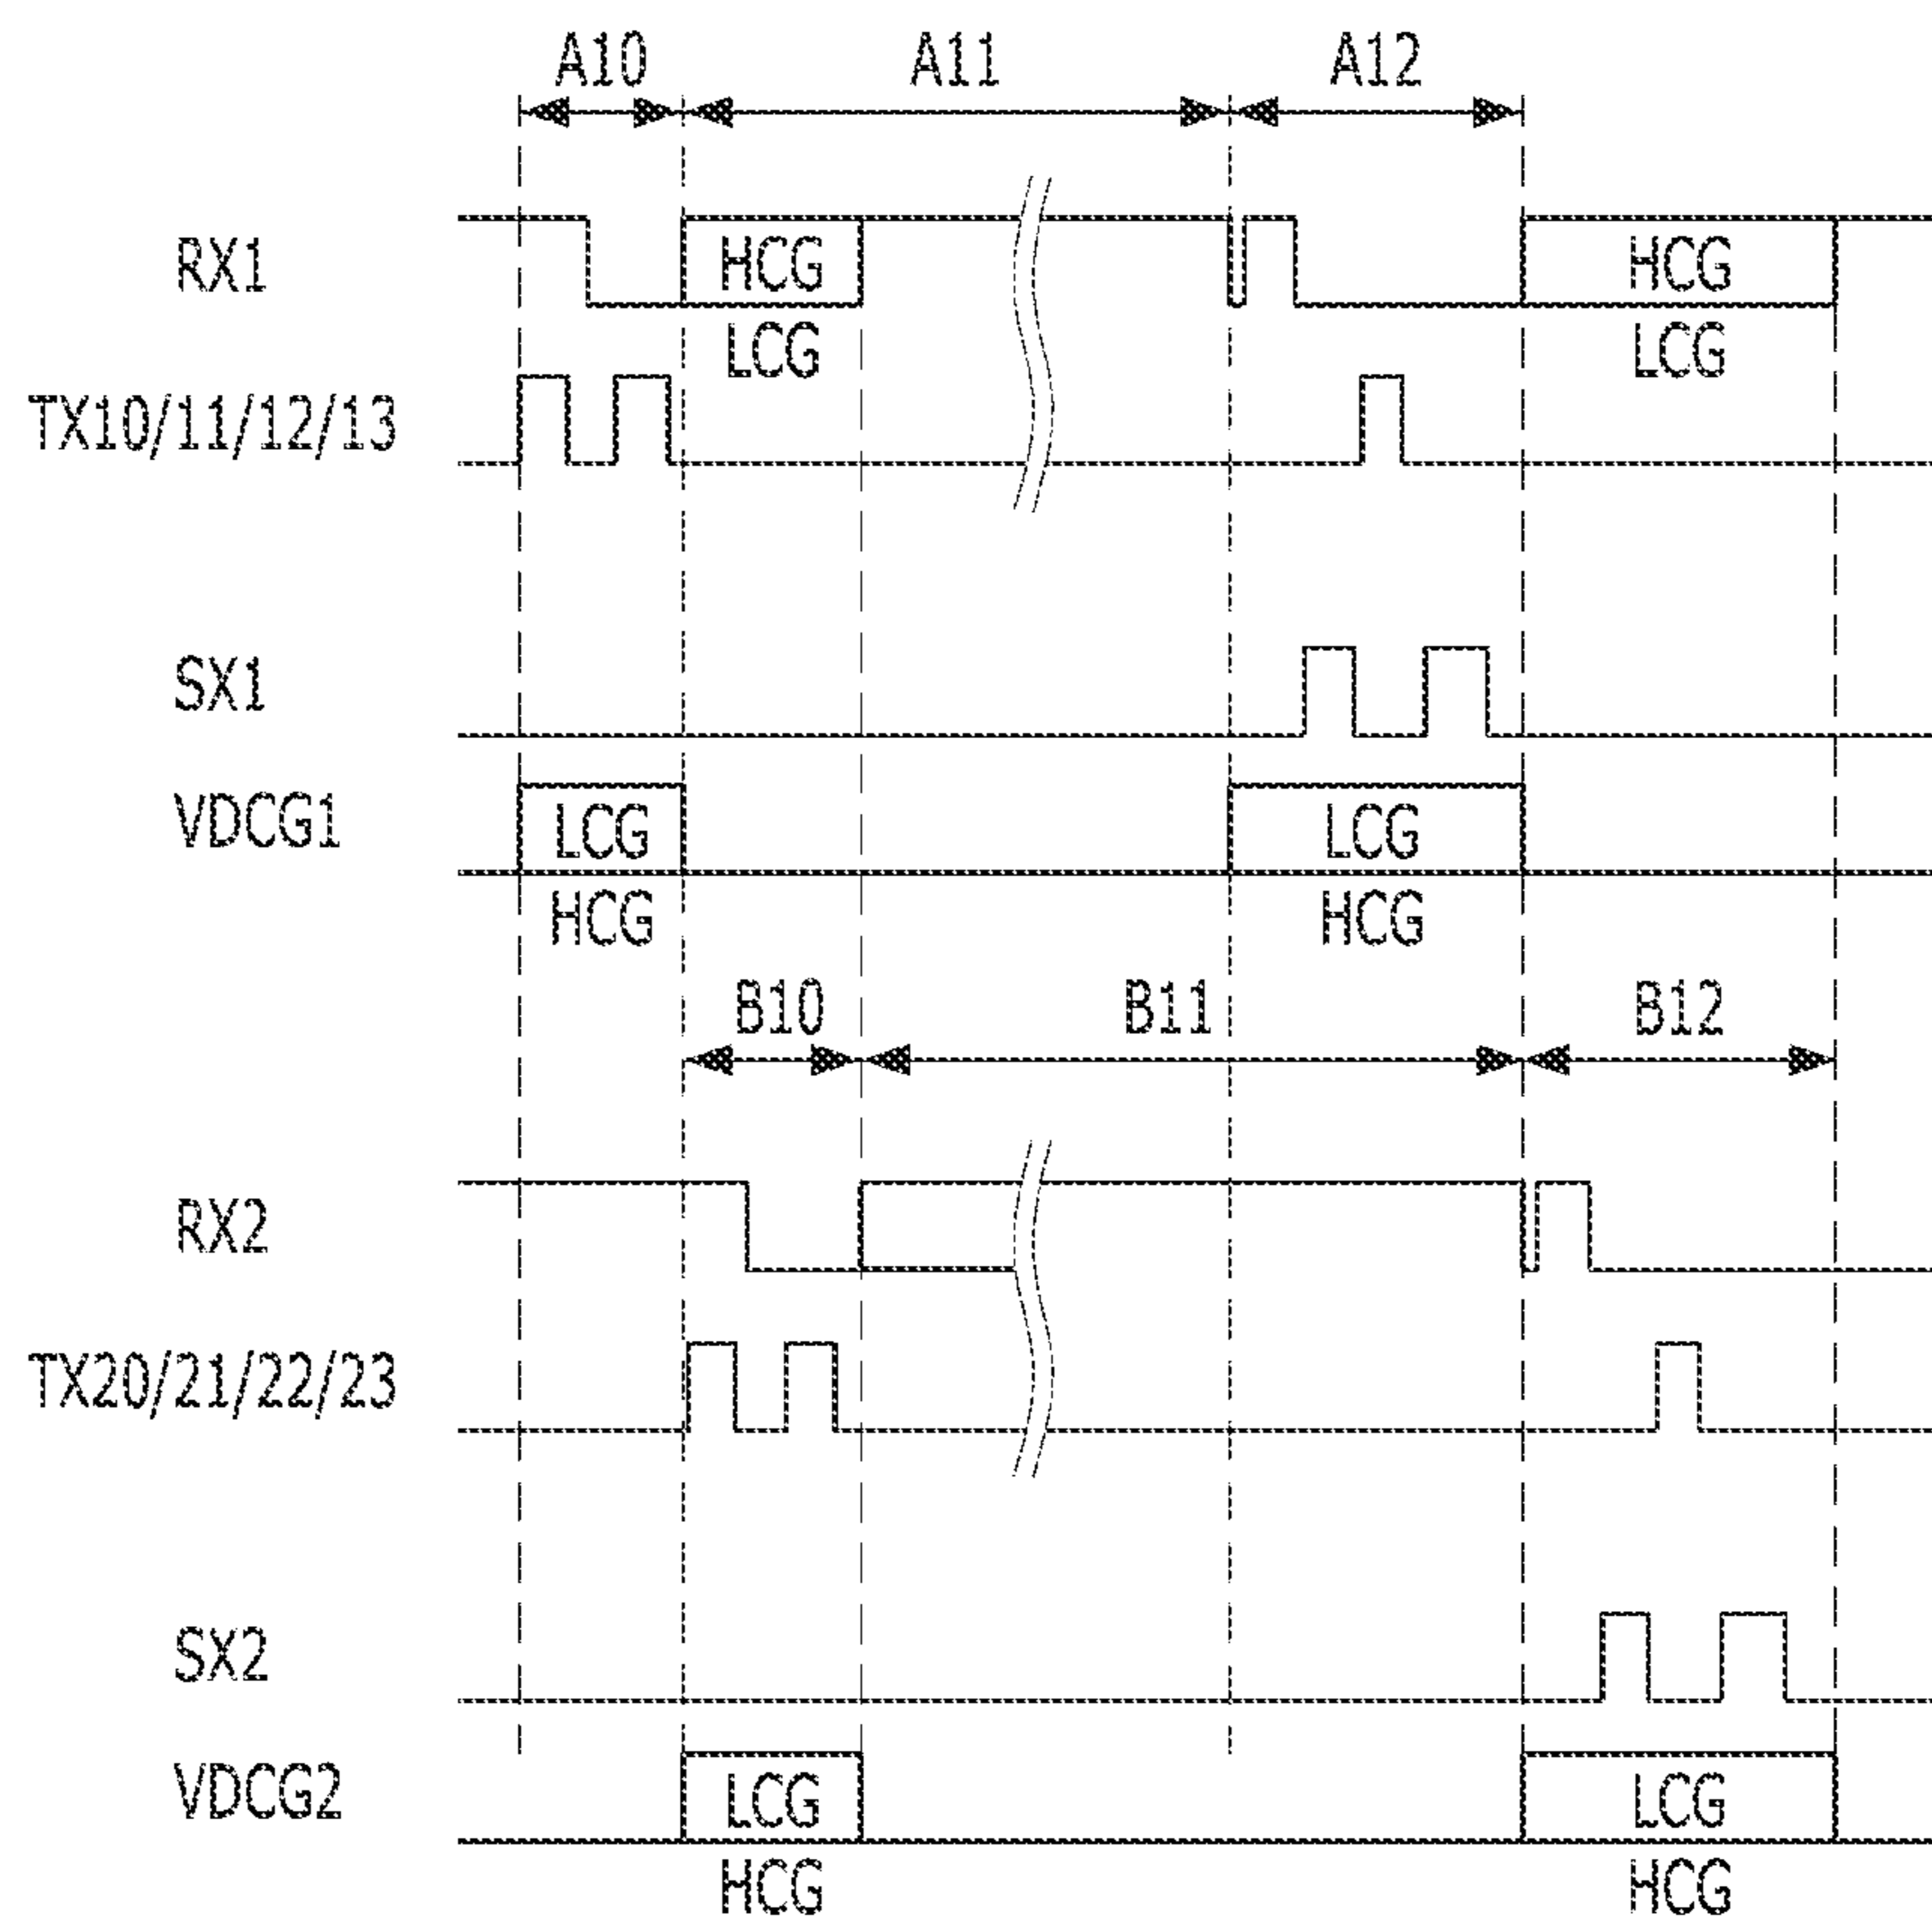 A10 A11 A12
RX1 HCG HCG
LCG LCG
TX10/11/12/13
SX1
VDCG1 LCG LCG
HCG HCG
B10 B11 B12
RX2
TX20/21/22/23
SX2
VDCG2 LCG LCG
HCG HCG